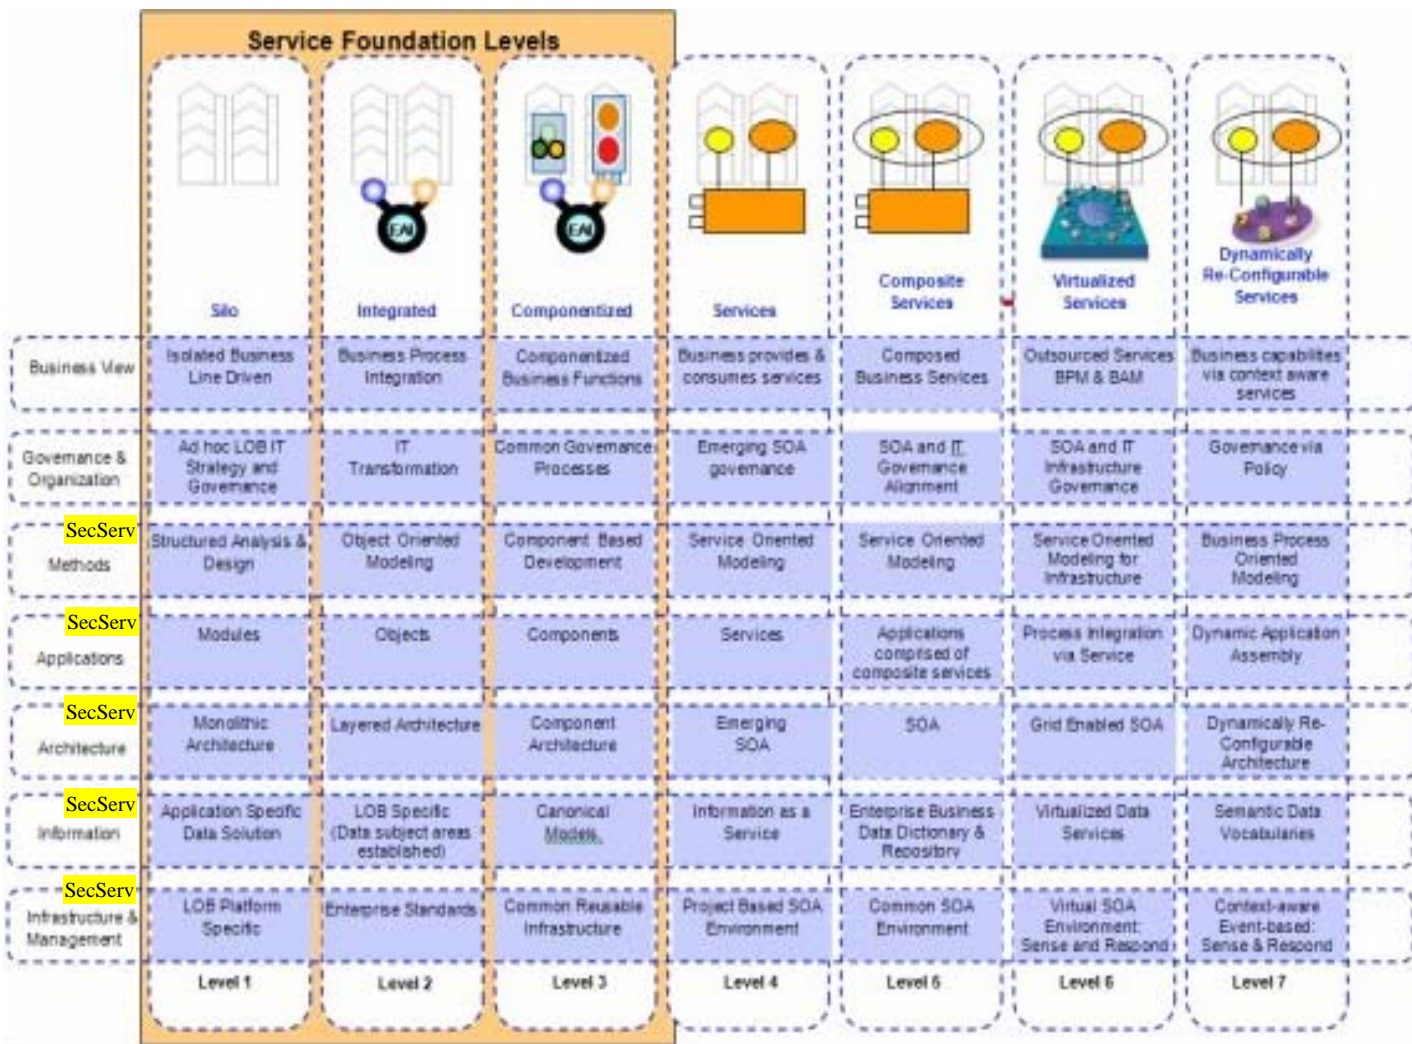 Service Foundation Levels
EAI
EAI
Silo
Integrated
Componentized
Services
Composite
Services
Virtualized
Services
Dynamically
Re-Configurable
Services
Business View
Isolated Business
Line Driven
Business Process
Integration
Componentized
Business Functions
Business provides &
consumes services
Composed
Business Services
Outsourced Services
BPM & BAM
Business capabilities
via context aware
services
Governance &
Organization
Ad hoc LOB IT
Strategy and
Governance
IT
Transformation
Common Governance
Processes
Emerging SOA
governance
SOA and IT
Governance
Alignment
SOA and IT
Infrastructure
Governance
Governance via
Policy
SecServ
Methods
Structured Analysis &
Design
Object Oriented
Modeling
Component Based
Development
Service Oriented
Modeling
Service Oriented
Modeling
Service Oriented
Modeling for
Infrastructure
Business Process
Oriented
Modeling
SecServ
Applications
Modules
Objects
Components
Services
Applications
comprised of
composite services
Process Integration
via Service
Dynamic Application
Assembly
SecServ
Architecture
Monolithic
Architecture
Layered Architecture
Component
Architecture
Emerging
SOA
SOA
Grid Enabled SOA
Dynamically Re-
Configurable
Architecture
SecServ
Information
Application Specific
Data Solution
LOB Specific
(Data subject areas
established)
Canonical
Models.
Information as a
Service
Enterprise Business
Data Dictionary &
Repository
Virtualized Data
Services
Semantic Data
Vocabularies
SecServ
Infrastructure &
Management
LOB Platform
Specific
Enterprise Standards
Common Reusable
Infrastructure
Project Based SOA
Environment
Common SOA
Environment
Virtual SOA
Environment:
Sense and Respond
Context-aware
Event-based:
Sense & Respond
Level 1
Level 2
Level 3
Level 4
Level 5
Level 6
Level 7